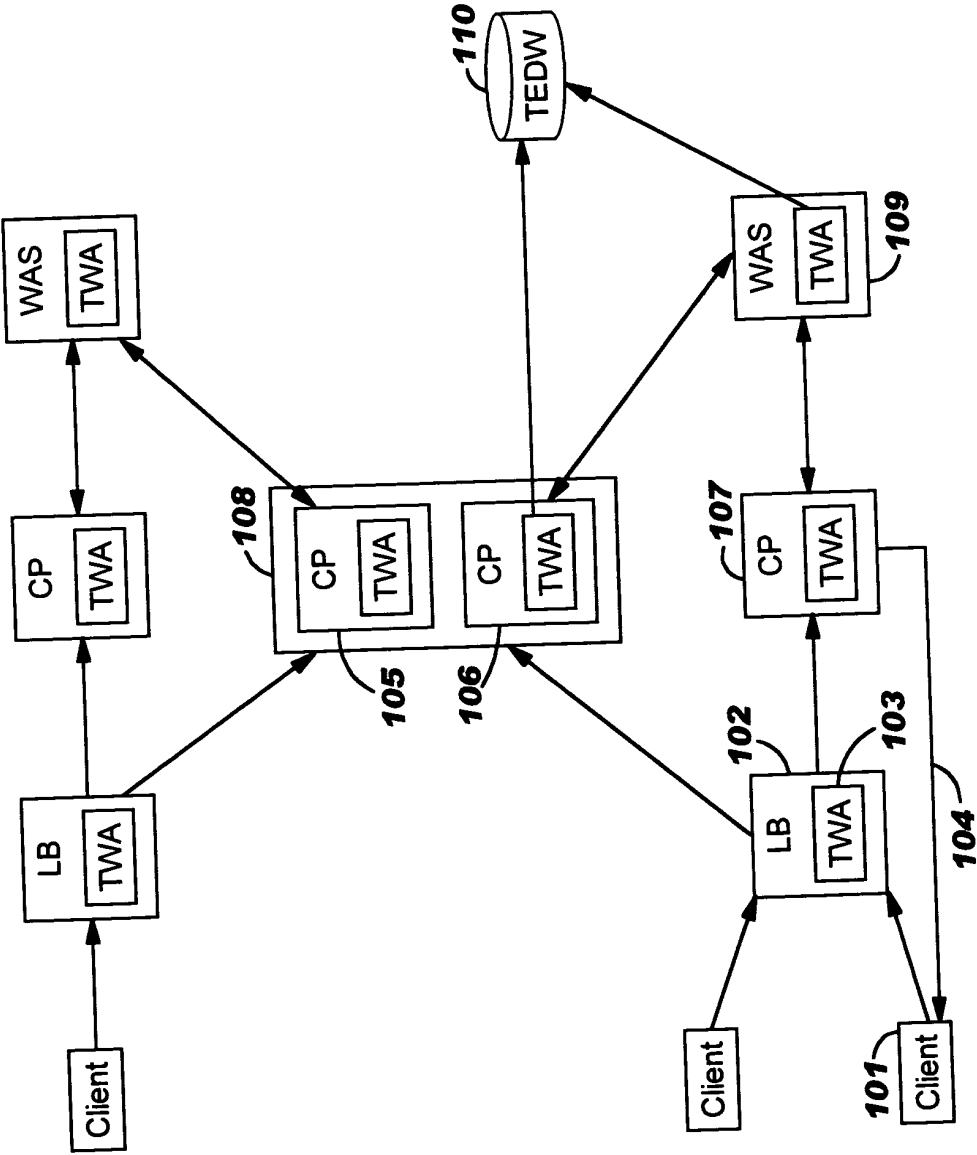 Client
LB
TWA
CP
TWA
WAS
TWA
108
CP
TWA
105
CP
TWA
106
110
TEDW
Client
101
Client
102
LB
TWA
103
104
107
CP
TWA
WAS
TWA
109